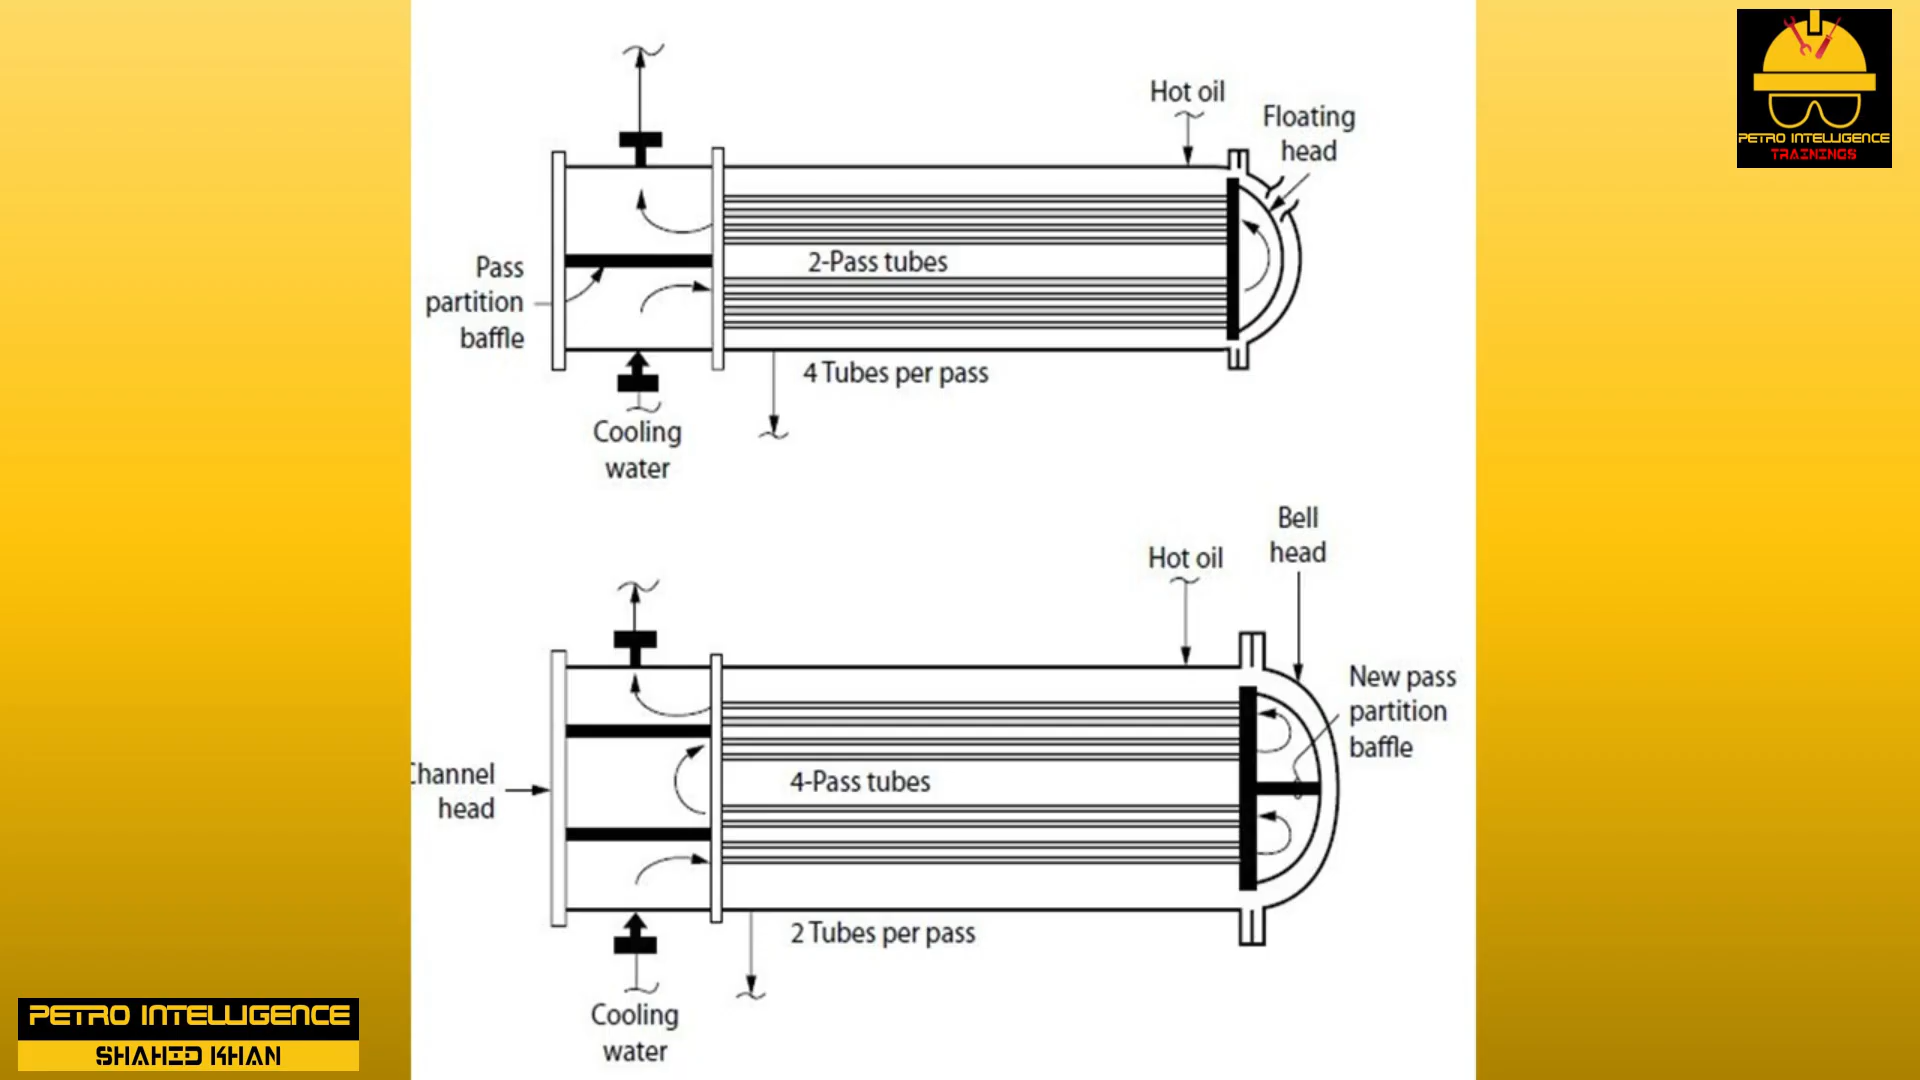 Hot oil
Floating
head
PETRO INTELLIGENCE
TRAININGS
Pass
partition
baffle
2-Pass tubes
4 Tubes per pass
Cooling
water
Bell
head
Hot oil
New pass
partition
baffle
Channel
head
4-Pass tubes
2 Tubes per pass
Cooling
water
PETRO INTELLIGENCE
SHAHID KHAN